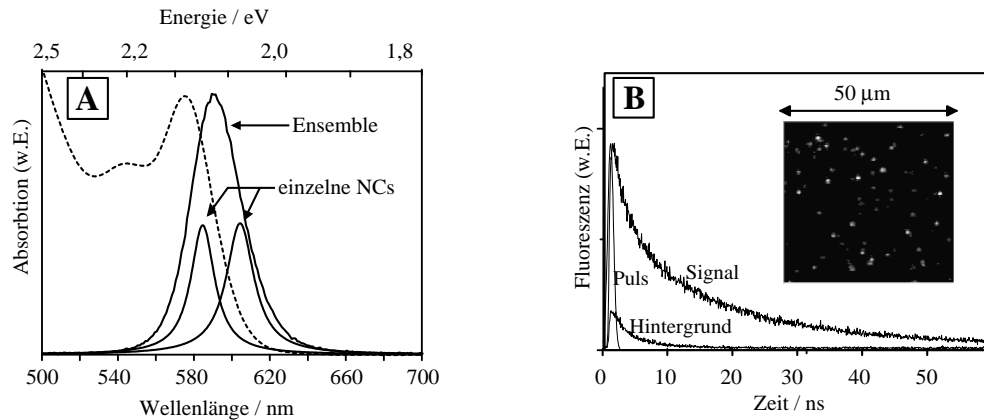 Energie / eV
2,5 2,2 2,0 1,8
A
Ensemble
einzelne NCs
Absorbtion (w.E.)
500 540 580 620 660 700
Wellenlänge / nm
B
50 µm
Fluoreszenz (w.E.)
Puls
Signal
Hintergrund
0 10 20 30 40 50
Zeit / ns